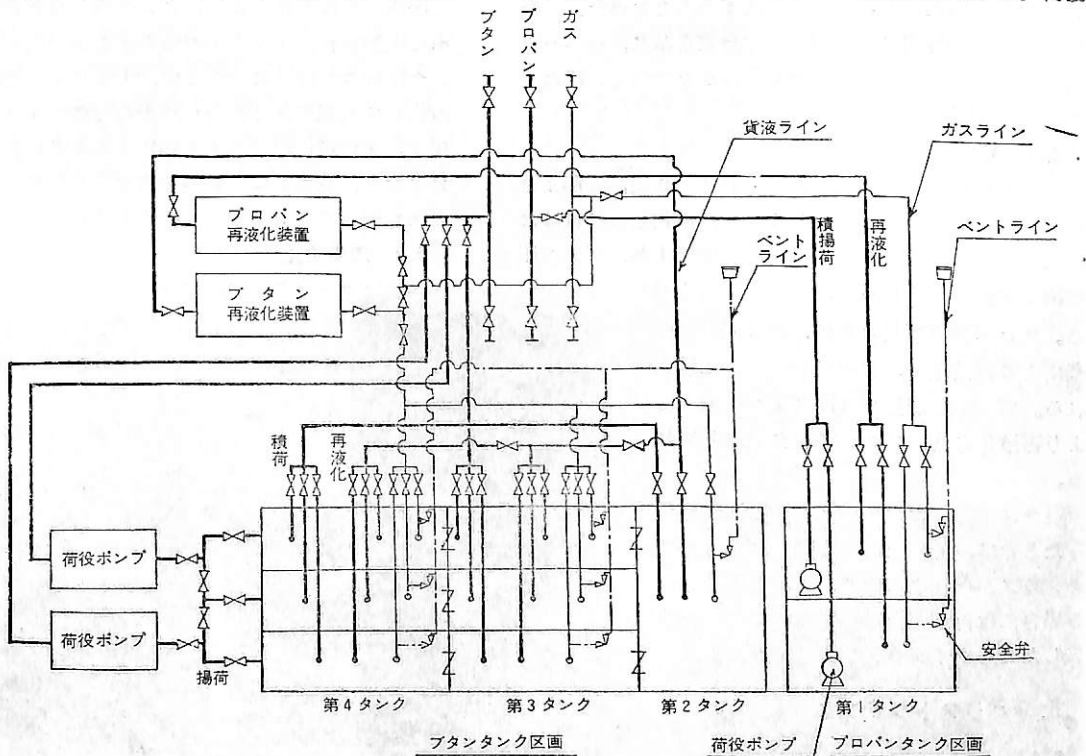 ブタン
プロパン
ガス
貨液ライン
ガスライン
プロパン
再液化装置
ブタン
再液化装置
積揚荷
再液化
ベント
ライン
ベントライン
積荷
再液化
荷役ポンプ
荷役ポンプ
揚荷
安全弁
第4タンク
第3タンク
第2タンク
第1タンク
ブタンタンク区画
荷役ポンプ
プロパンタンク区画